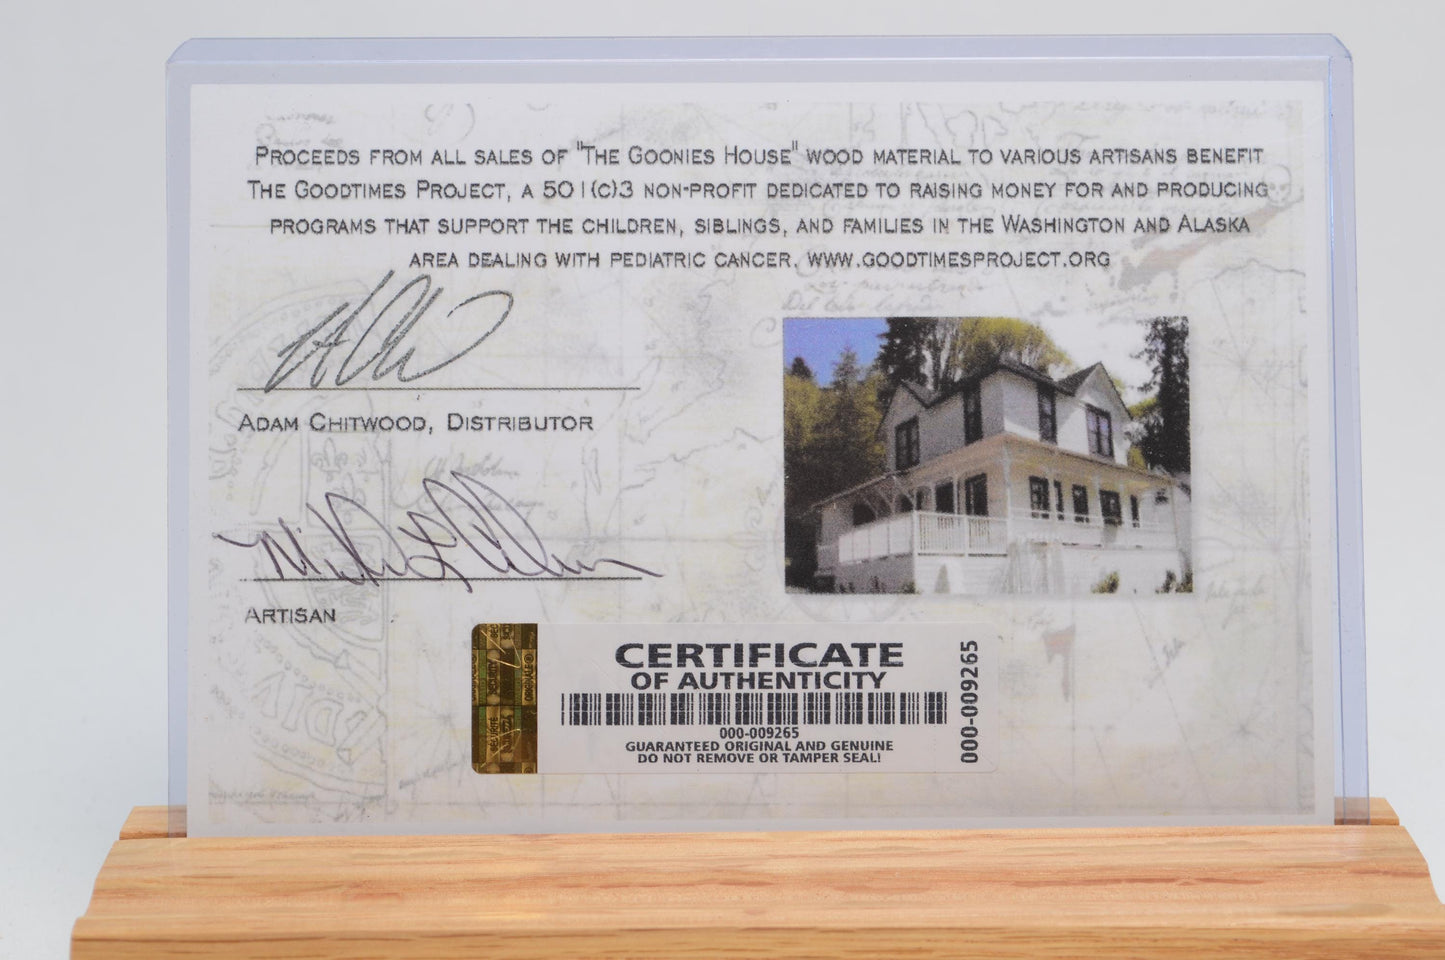 PROCEEDS FROM ALL SALES OF "THE GOONIES HOUSE" WOOD MATERIAL TO VARIOUS ARTISANS BENEFIT
THE GOODTIMES PROJECT, A 501(C)3 NON-PROFIT DEDICATED TO RAISING MONEY FOR AND PRODUCING
PROGRAMS THAT SUPPORT THE CHILDREN, SIBLINGS, AND FAMILIES IN THE WASHINGTON AND ALASKA
AREA DEALING WITH PEDIATRIC CANCER. WWW.GOODTIMESPROJECT.ORG
ADAM CHITWOOD, DISTRIBUTOR
ARTISAN
CERTIFICATE
OF AUTHENTICITY
000-009265
GUARANTEED ORIGINAL AND GENUINE
DO NOT REMOVE OR TAMPER SEAL!
000-009265